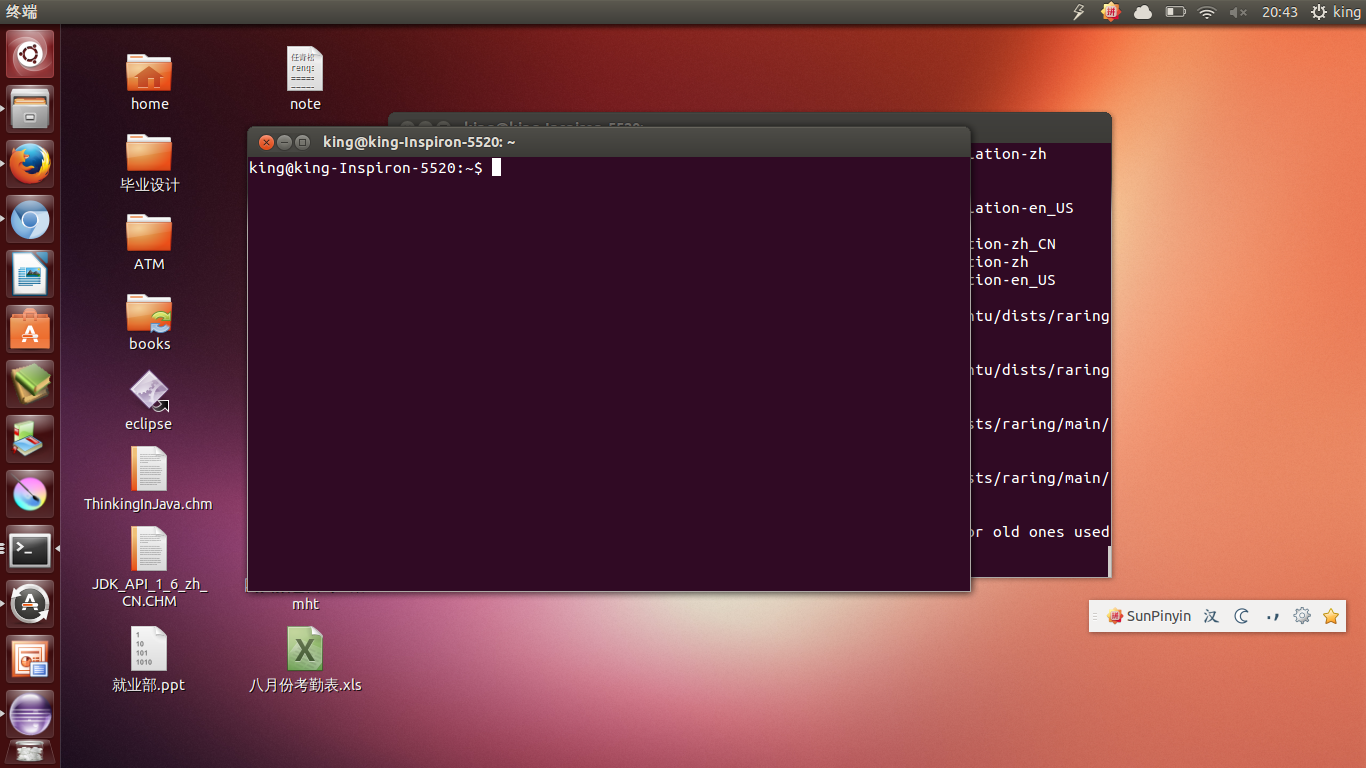 终端
20:43
king
home
note
毕业设计
ATM
books
eclipse
ThinkingInJava.chm
JDK_API_1_6_zh_
CN.CHM
mht
就业部.ppt
八月份考勤表.xls
king@king-Inspiron-5520: ~
king@king-Inspiron-5520:~$
lation-zh
lation-en_US
tion-zh_CN
tion-zh
tion-en_US
ntu/dists/raring
ntu/dists/raring
sts/raring/main/
sts/raring/main/
or old ones used
SunPinyin 汉